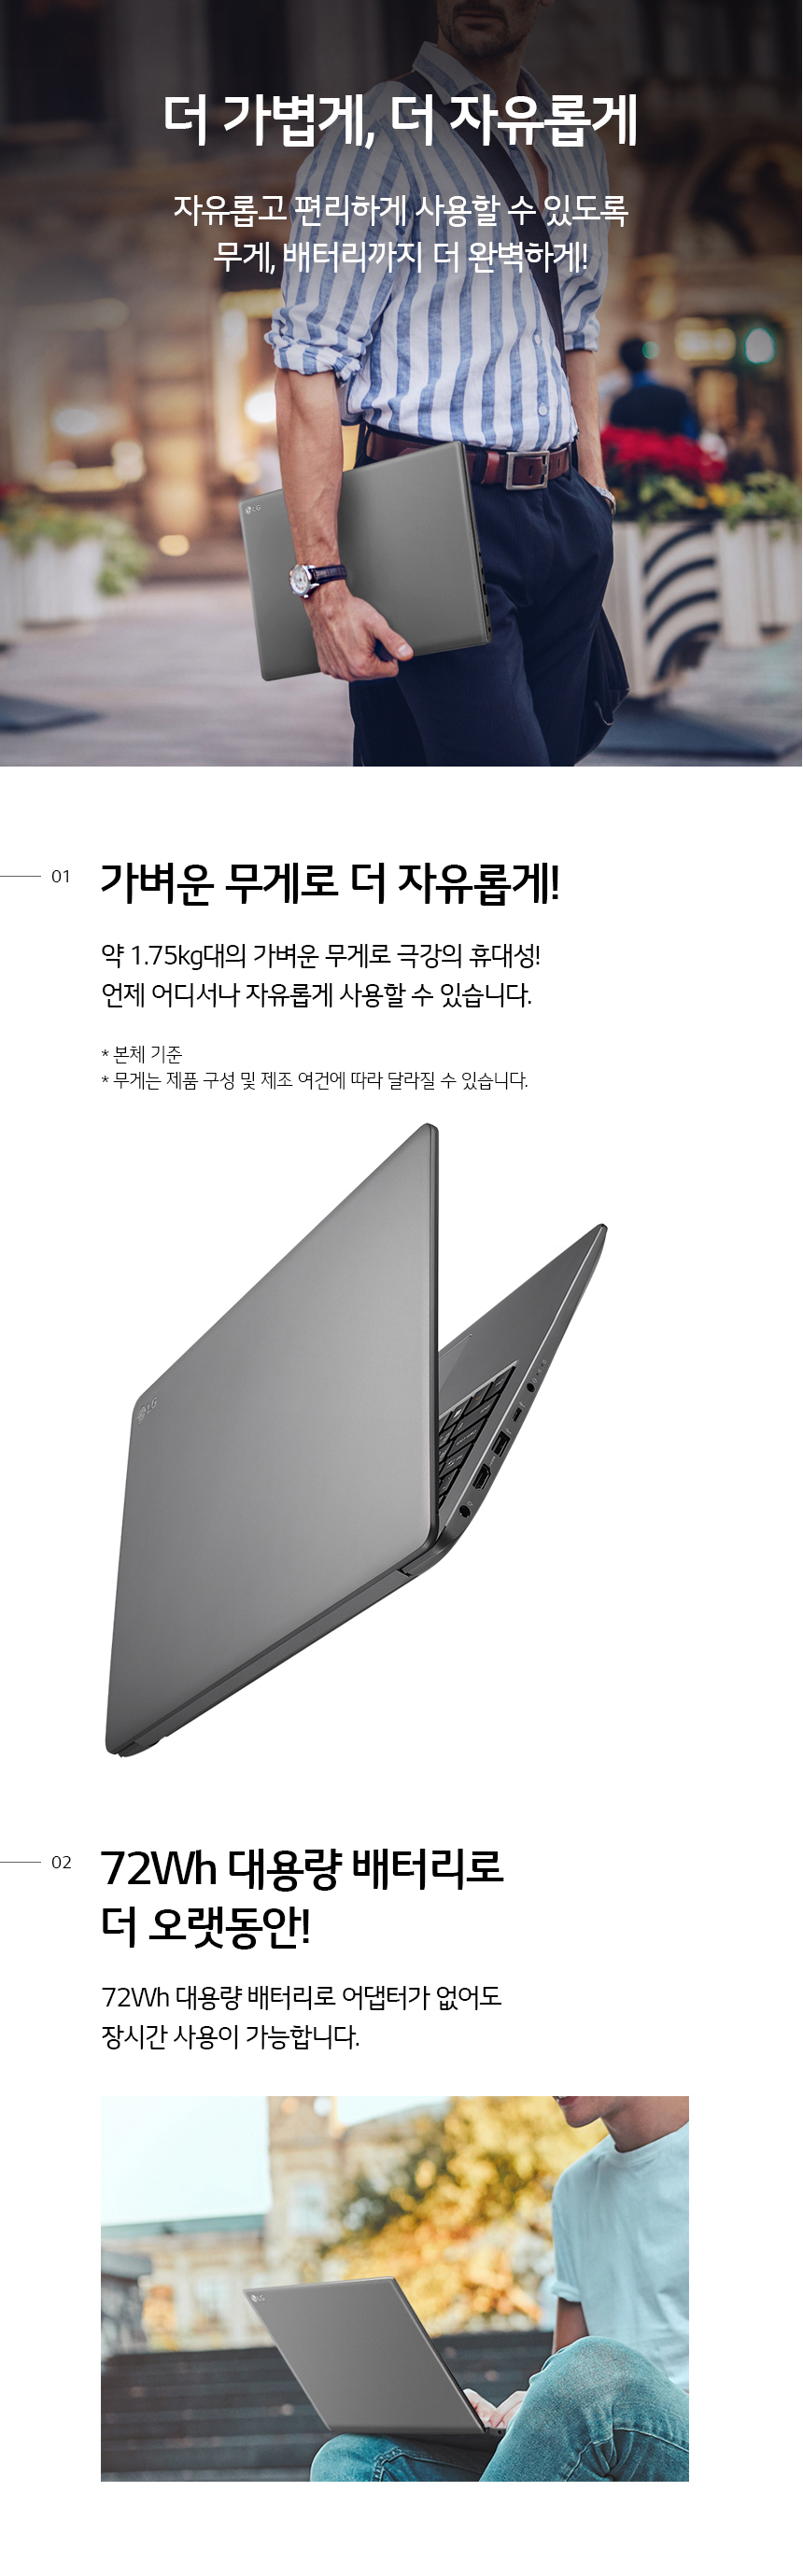 더 가볍게, 더 자유롭게
자유롭고 편리하게 사용할 수 있도록
무게, 배터리까지 더 완벽하게!
LG
01
가벼운 무게로 더 자유롭게!
약 1.75kg대의 가벼운 무게로 극강의 휴대성!
언제 어디서나 자유롭게 사용할 수 있습니다.
* 본체 기준
* 무게는 제품 구성 및 제조 여건에 따라 달라질 수 있습니다.
LG
02
72Wh 대용량 배터리로
더 오랫동안!
72Wh 대용량 배터리로 어댑터가 없어도
장시간 사용이 가능합니다.
LG